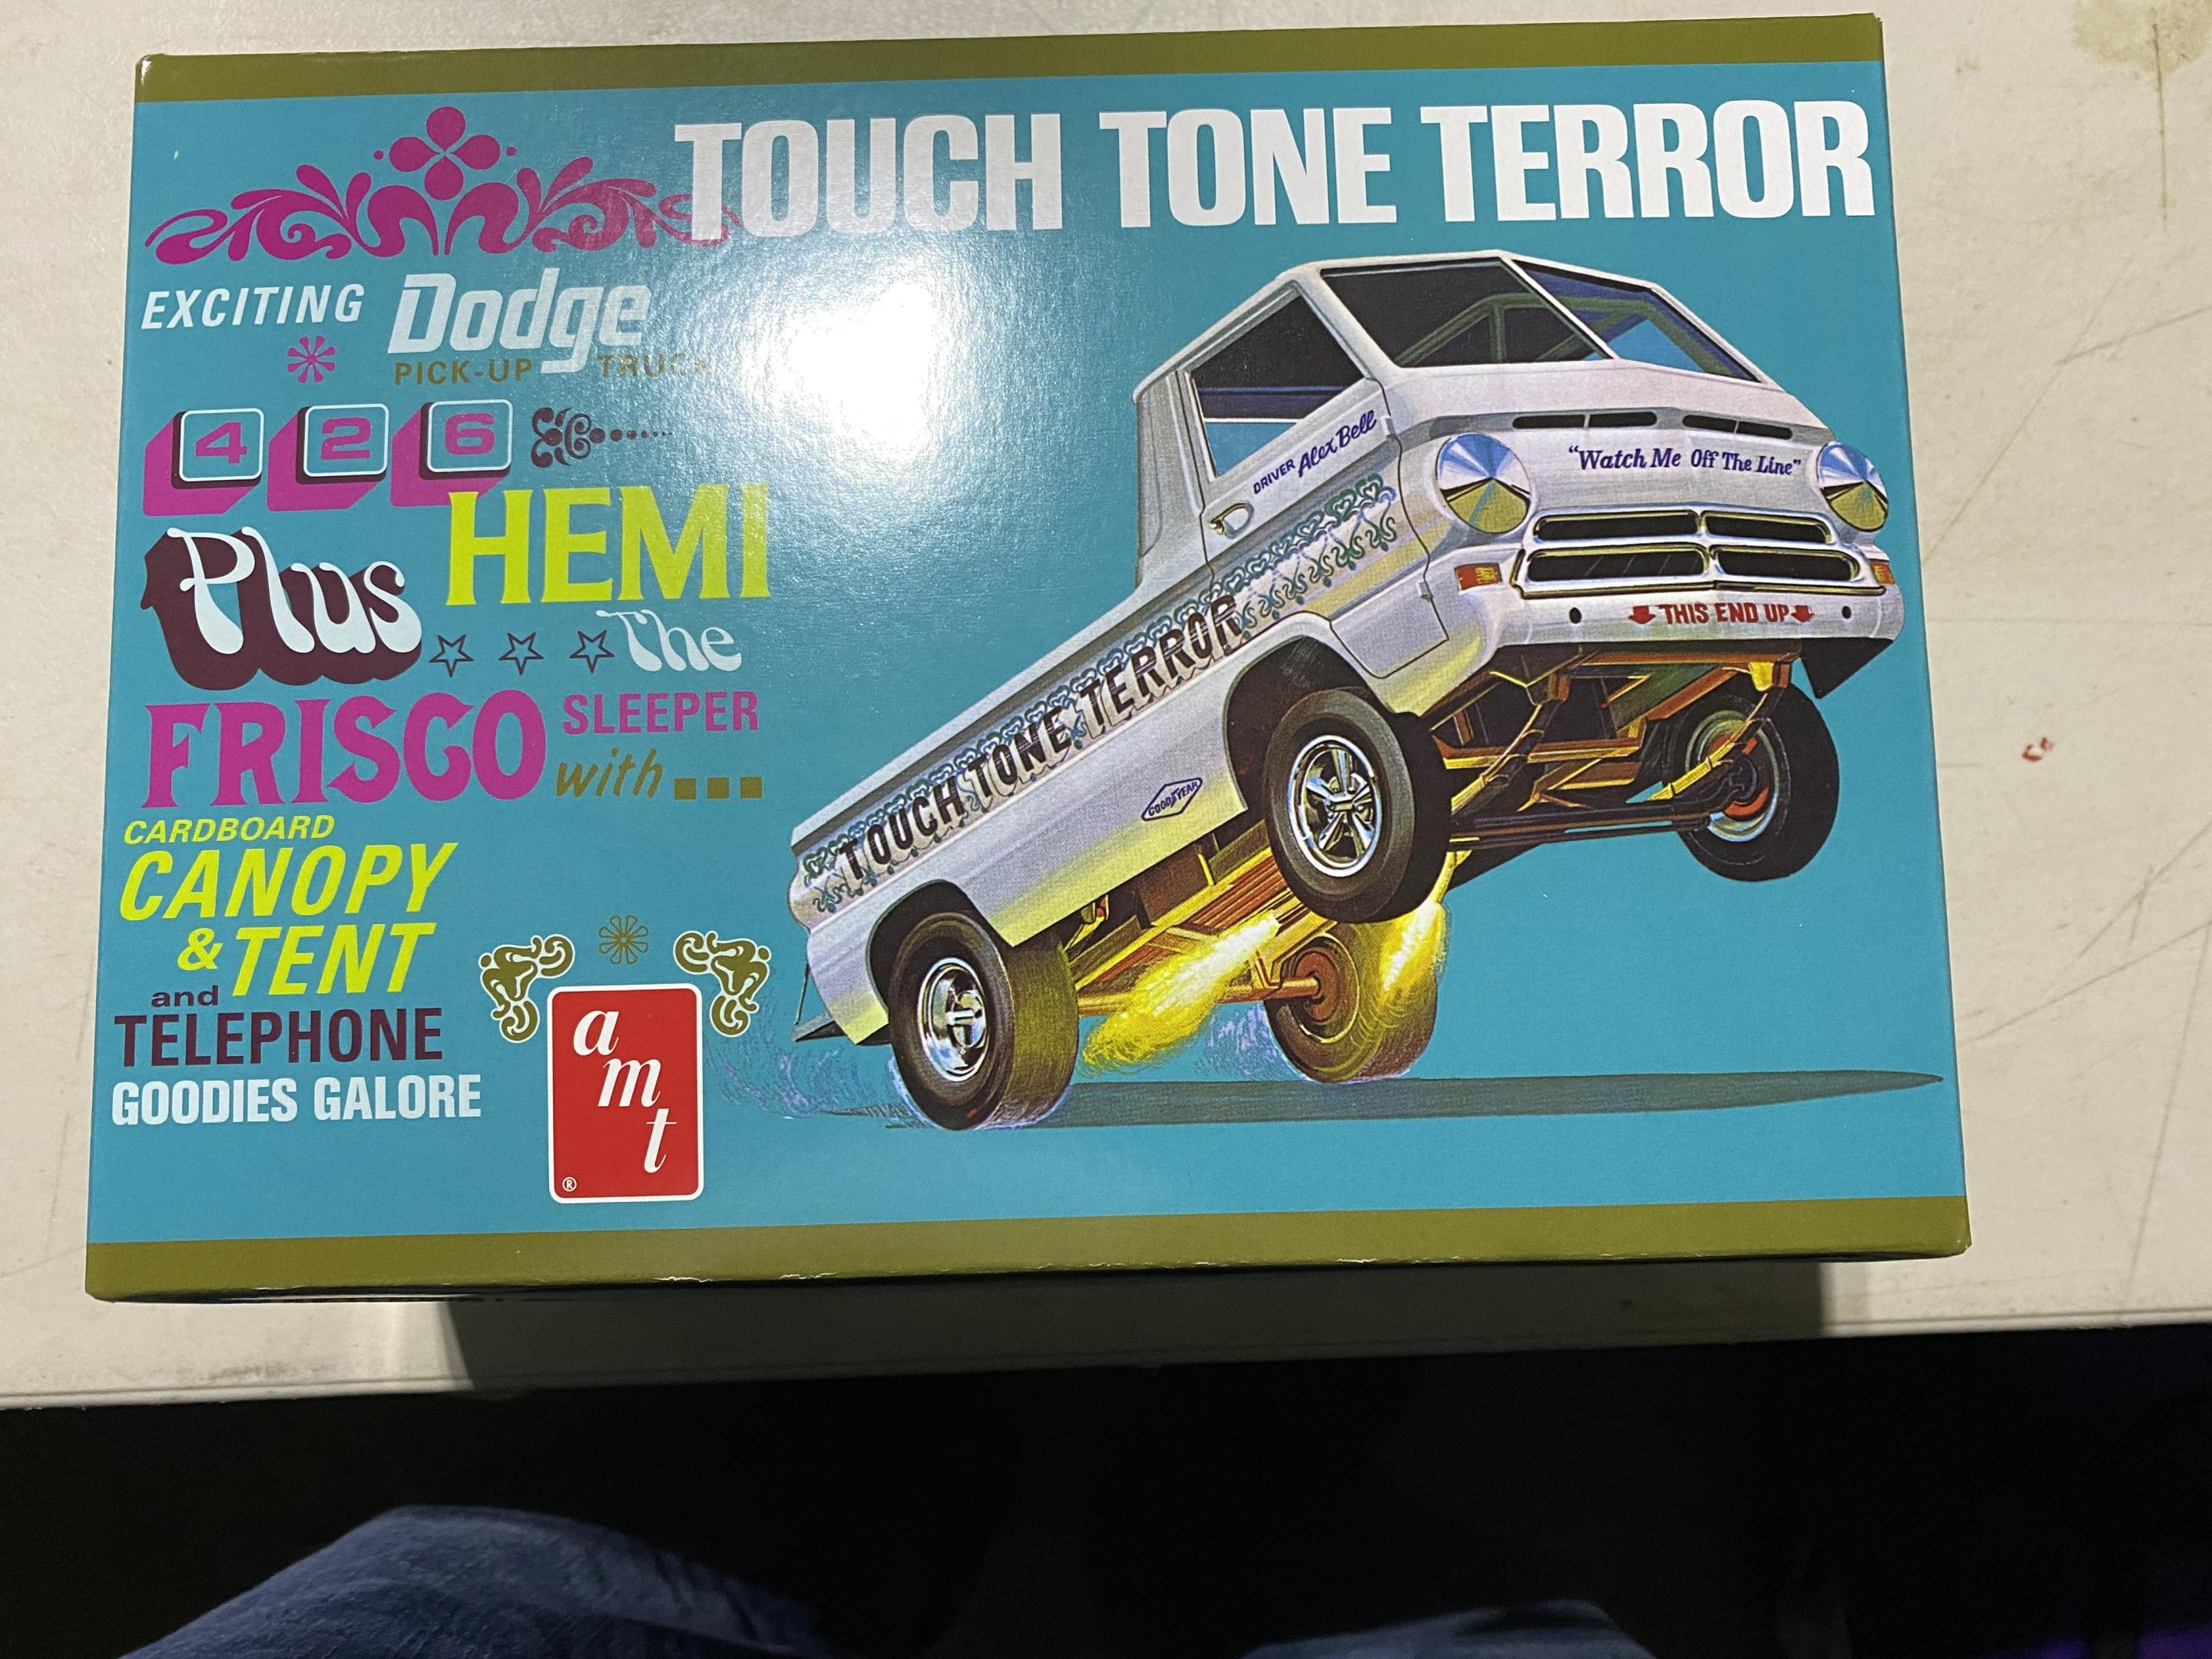 TOUCH TONE TERROR
EXCITING Dodge
PICK-UP TRUCK
4 2 6
HEMI
Plus
The
FRISCO SLEEPER
with...
CARDBOARD
CANOPY
& TENT
and
TELEPHONE
GOODIES GALORE
amt
®
DRIVER Alex Bell
"Watch Me Off The Line"
THIS END UP
TOUCH TONE TERROR
GOODYEAR